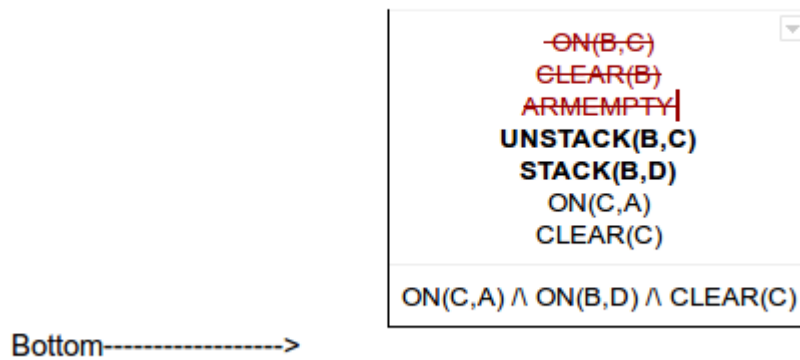 ON(B,C)
CLEAR(B)
ARMEMPTY
UNSTACK(B,C)
STACK(B,D)
ON(C,A)
CLEAR(C)
ON(C,A) /\ ON(B,D) /\ CLEAR(C)
Bottom------------------>